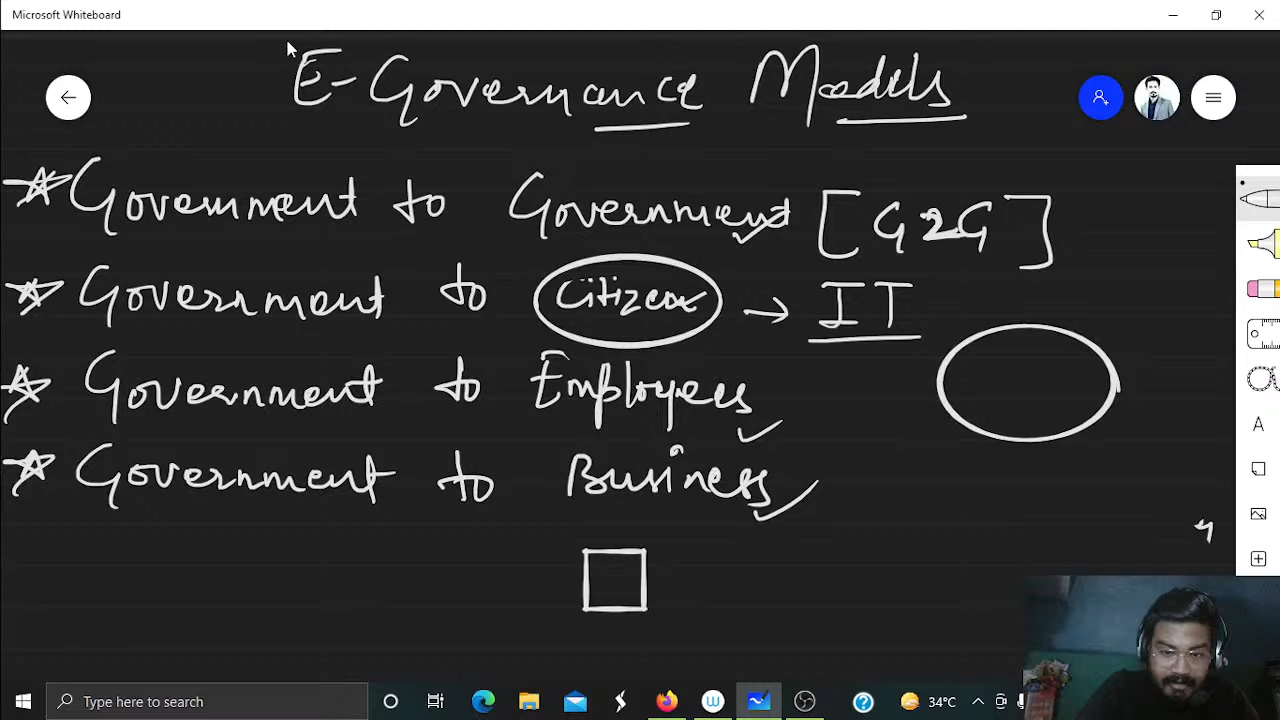 Microsoft Whiteboard
E-Governance Models
Government to Government [G2G]
Government to Citizen → IT
Government to Employees
Government to Business
A
Type here to search
34°C